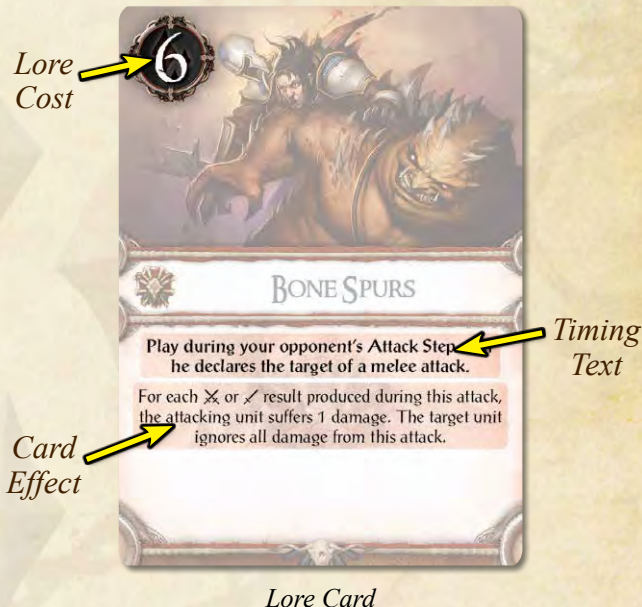 Lore
Cost
6
BONE SPURS
Play during your opponent's Attack Step
he declares the target of a melee attack.
Timing
Text
For each or result produced during this attack,
the attacking unit suffers 1 damage. The target unit
ignores all damage from this attack.
Card
Effect
Lore Card